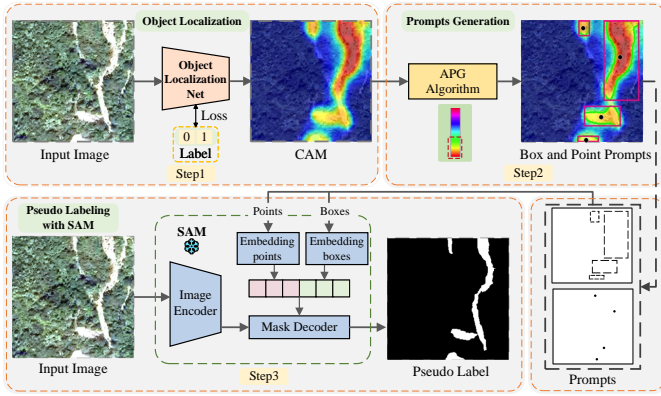 Object Localization
Object
Localization
Net
Loss
0 1
Label
Input Image
CAM
Step1
Prompts Generation
APG
Algorithm
Box and Point Prompts
Step2
Pseudo Labeling
with SAM
Points
Boxes
SAM
Embedding
points
Embedding
boxes
Image
Encoder
Mask Decoder
Input Image
Step3
Pseudo Label
Prompts